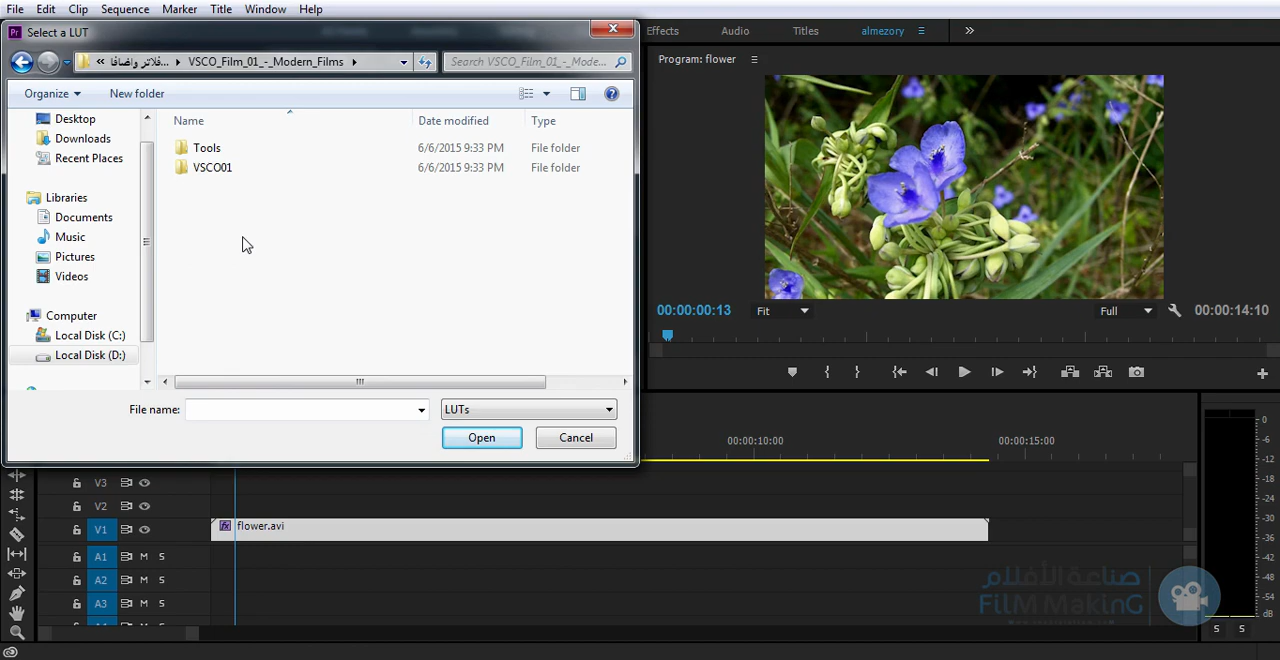 File Edit Clip Sequence Marker Title Window Help
Select a LUT
Effects Audio Titles almezory
Program: flower
« فلاتر واضافا... VSCO_Film_01_-_Modern_Films
Search VSCO_Film_01_-_Mode...
Organize New folder
Name Date modified Type
Desktop
Downloads
Recent Places
Libraries
Documents
Music
Pictures
Videos
Computer
Local Disk (C:)
Local Disk (D:)
Tools 6/6/2015 9:33 PM File folder
VSCO01 6/6/2015 9:33 PM File folder
File name: LUTs
Open Cancel
00:00:00:13 Fit Full 00:00:14:10
00:00:10:00 00:00:15:00
V3
V2
V1 fx flower.avi
A1 M S
A2 M S
A3 M S
0
-6
-12
-18
-24
-30
-36
-42
-48
-54
dB
S S
صناعة الأفلام
FiLM MaKinG